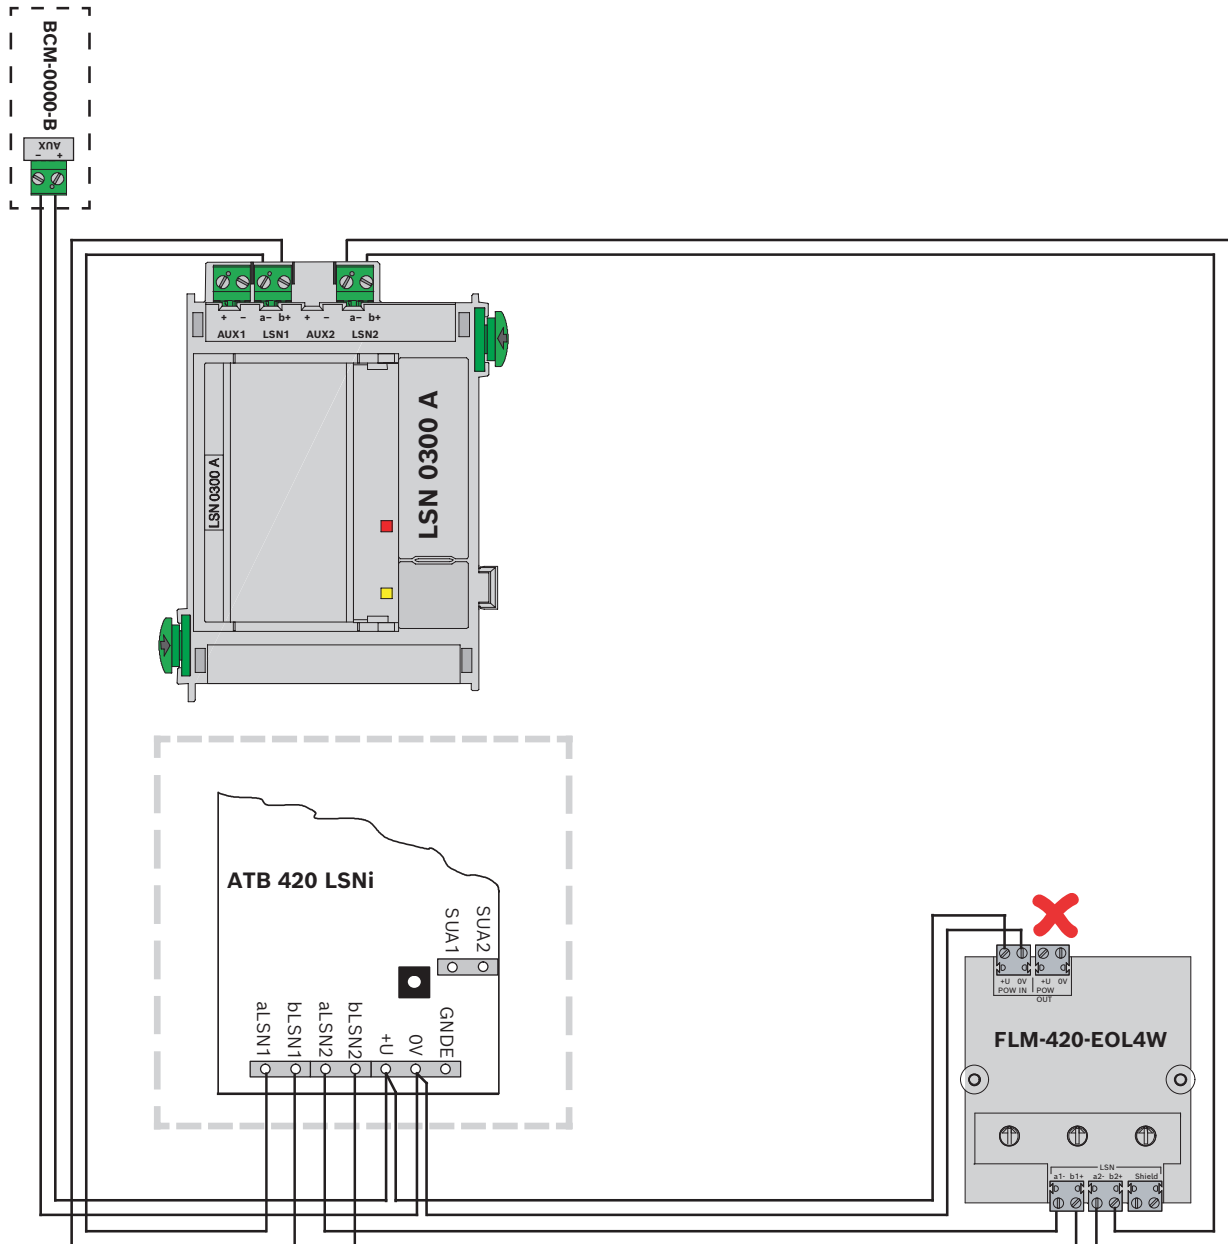 BCM-0000-B
AUX
- +
+ - a- b+ + - a- b+
AUX1 LSN1 AUX2 LSN2
LSN 0300 A
LSN 0300 A
ATB 420 LSNi
SUA1
SUA2
aLSN1
bLSN1
aLSN2
bLSN2
+U
0V
GNDE
+U 0V +U 0V
POW IN POW
OUT
FLM-420-EOL4W
LSN
a1- b1+ a2- b2+ Shield